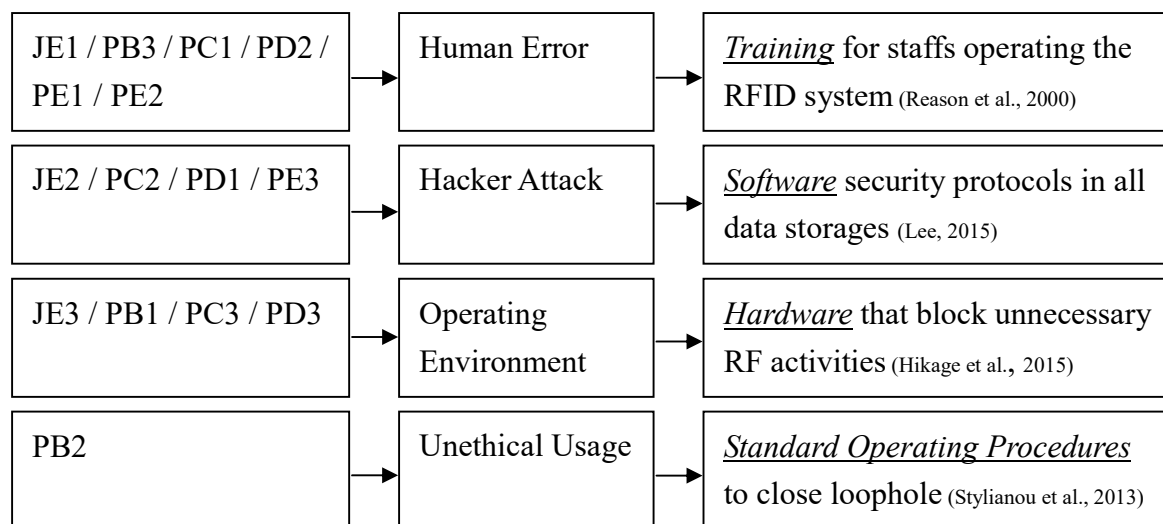 JE1 / PB3 / PC1 / PD2 /
PE1 / PE2
Human Error
Training for staffs operating the
RFID system (Reason et al., 2000)
JE2 / PC2 / PD1 / PE3
Hacker Attack
Software security protocols in all
data storages (Lee, 2015)
JE3 / PB1 / PC3 / PD3
Operating
Environment
Hardware that block unnecessary
RF activities (Hikage et al., 2015)
PB2
Unethical Usage
Standard Operating Procedures
to close loophole (Stylianou et al., 2013)